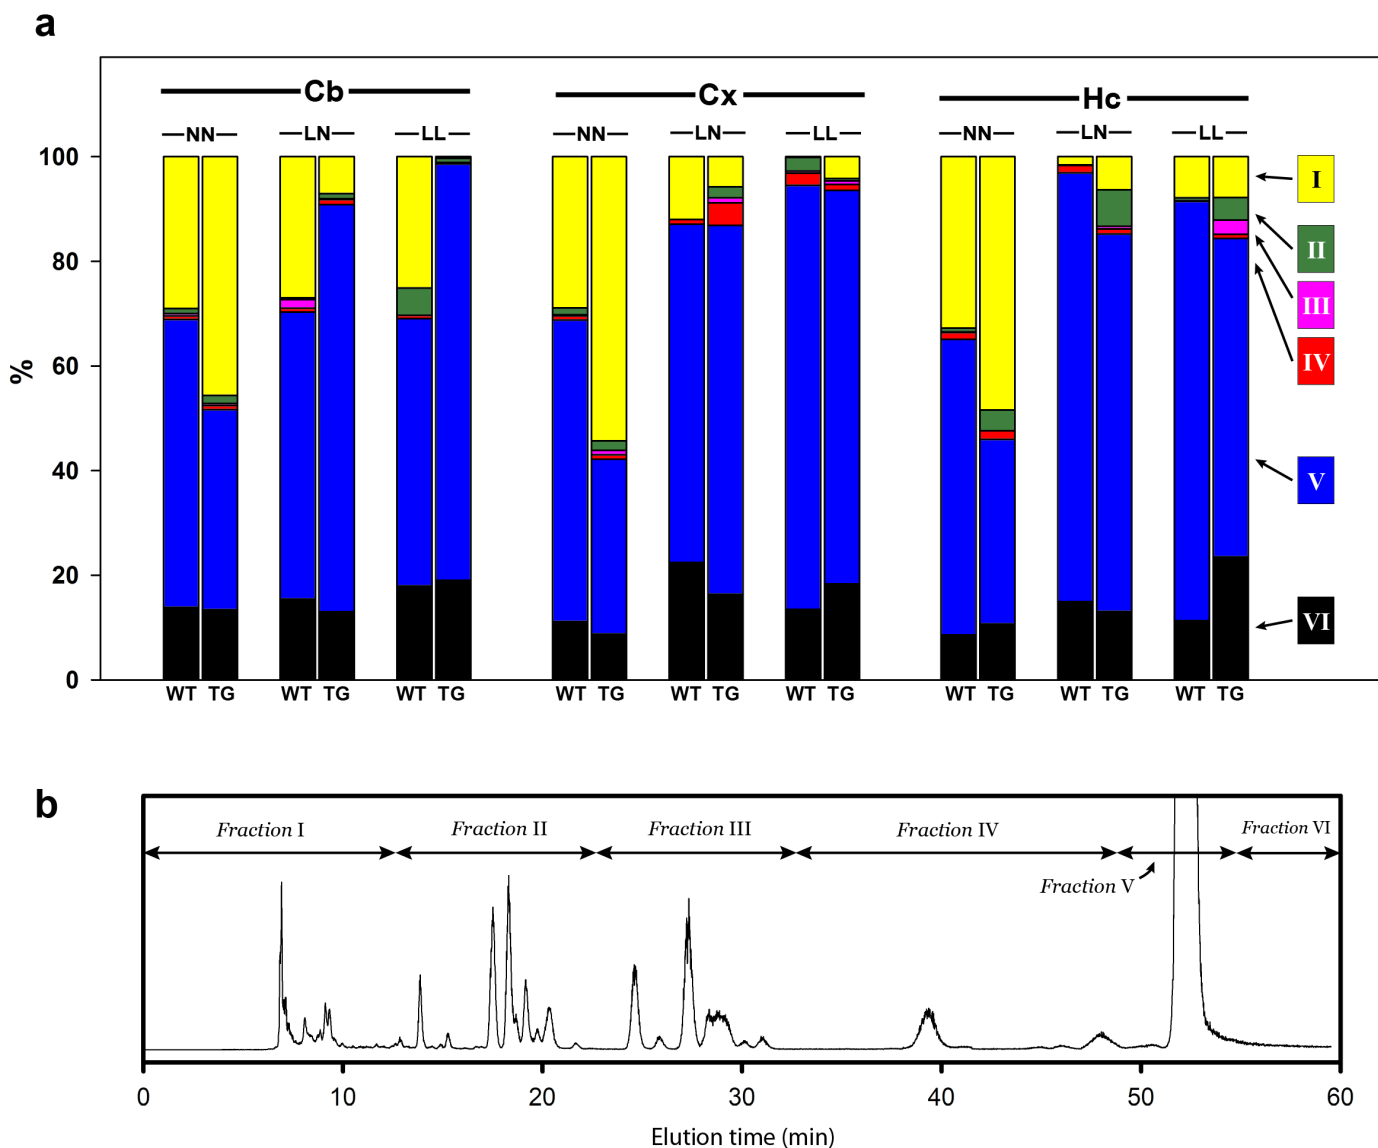 a
Cb Cx Hc
NN LN LL NN LN LL NN LN LL
100
80
60
40
20
0
%
I
II
III
IV
V
VI
WT TG WT TG WT TG WT TG WT TG WT TG WT TG WT TG WT TG
b
Fraction I Fraction II Fraction III Fraction IV Fraction VI
Fraction V
0 10 20 30 40 50 60
Elution time (min)